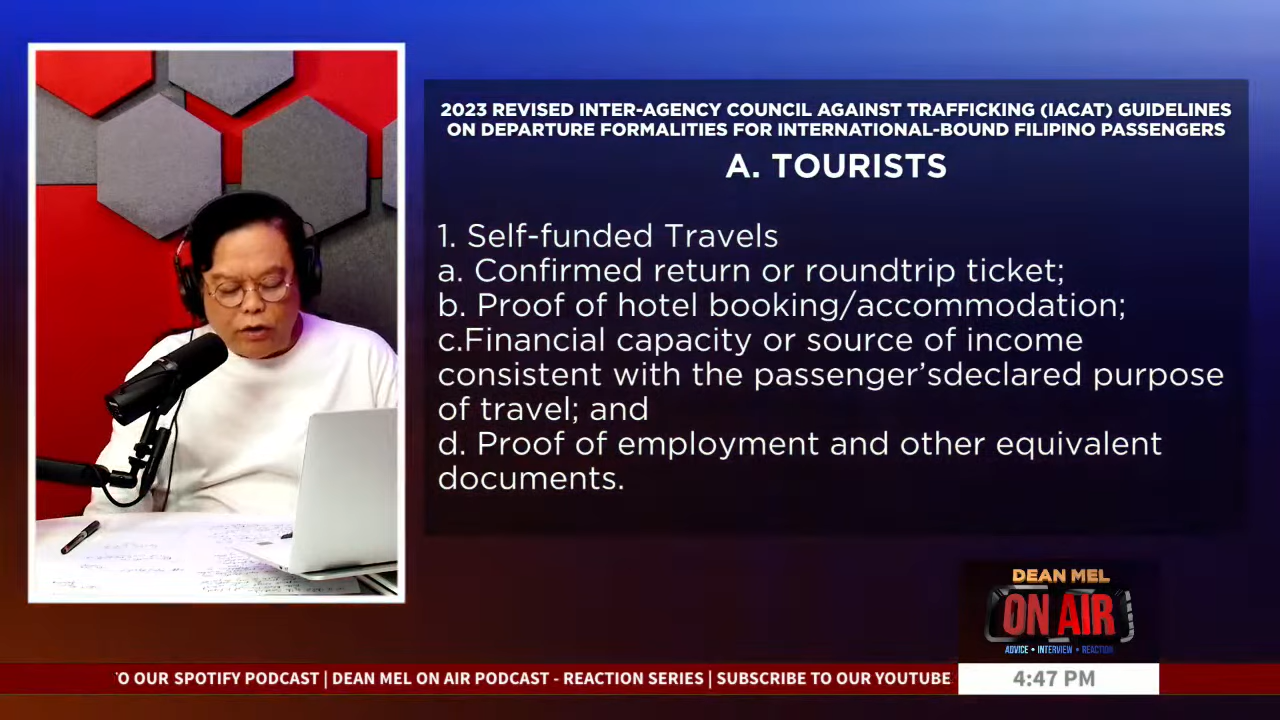 2023 REVISED INTER-AGENCY COUNCIL AGAINST TRAFFICKING (IACAT) GUIDELINES
ON DEPARTURE FORMALITIES FOR INTERNATIONAL-BOUND FILIPINO PASSENGERS
A. TOURISTS
1. Self-funded Travels
a. Confirmed return or roundtrip ticket;
b. Proof of hotel booking/accommodation;
c.Financial capacity or source of income
consistent with the passenger’sdeclared purpose
of travel; and
d. Proof of employment and other equivalent
documents.
DEAN MEL
ON AIR
ADVICE • INTERVIEW • REACTION
O OUR SPOTIFY PODCAST | DEAN MEL ON AIR PODCAST - REACTION SERIES | SUBSCRIBE TO OUR YOUTUBE
4:47 PM